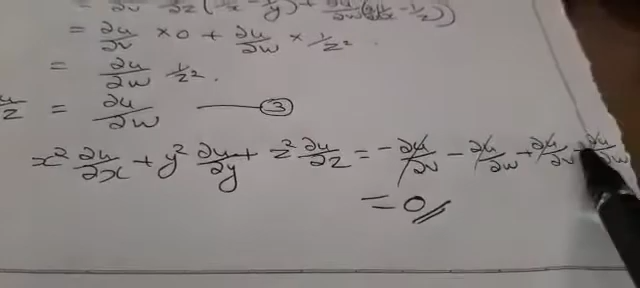 = ∂u/∂v × 0 + ∂u/∂w × 1/z²
= ∂u/∂w 1/z².
= ∂u/∂w —— ③
x² ∂u/∂x + y² ∂u/∂y + z² ∂u/∂z = - ∂u/∂v - ∂u/∂w + ∂u/∂v + ∂u/∂w
= 0//